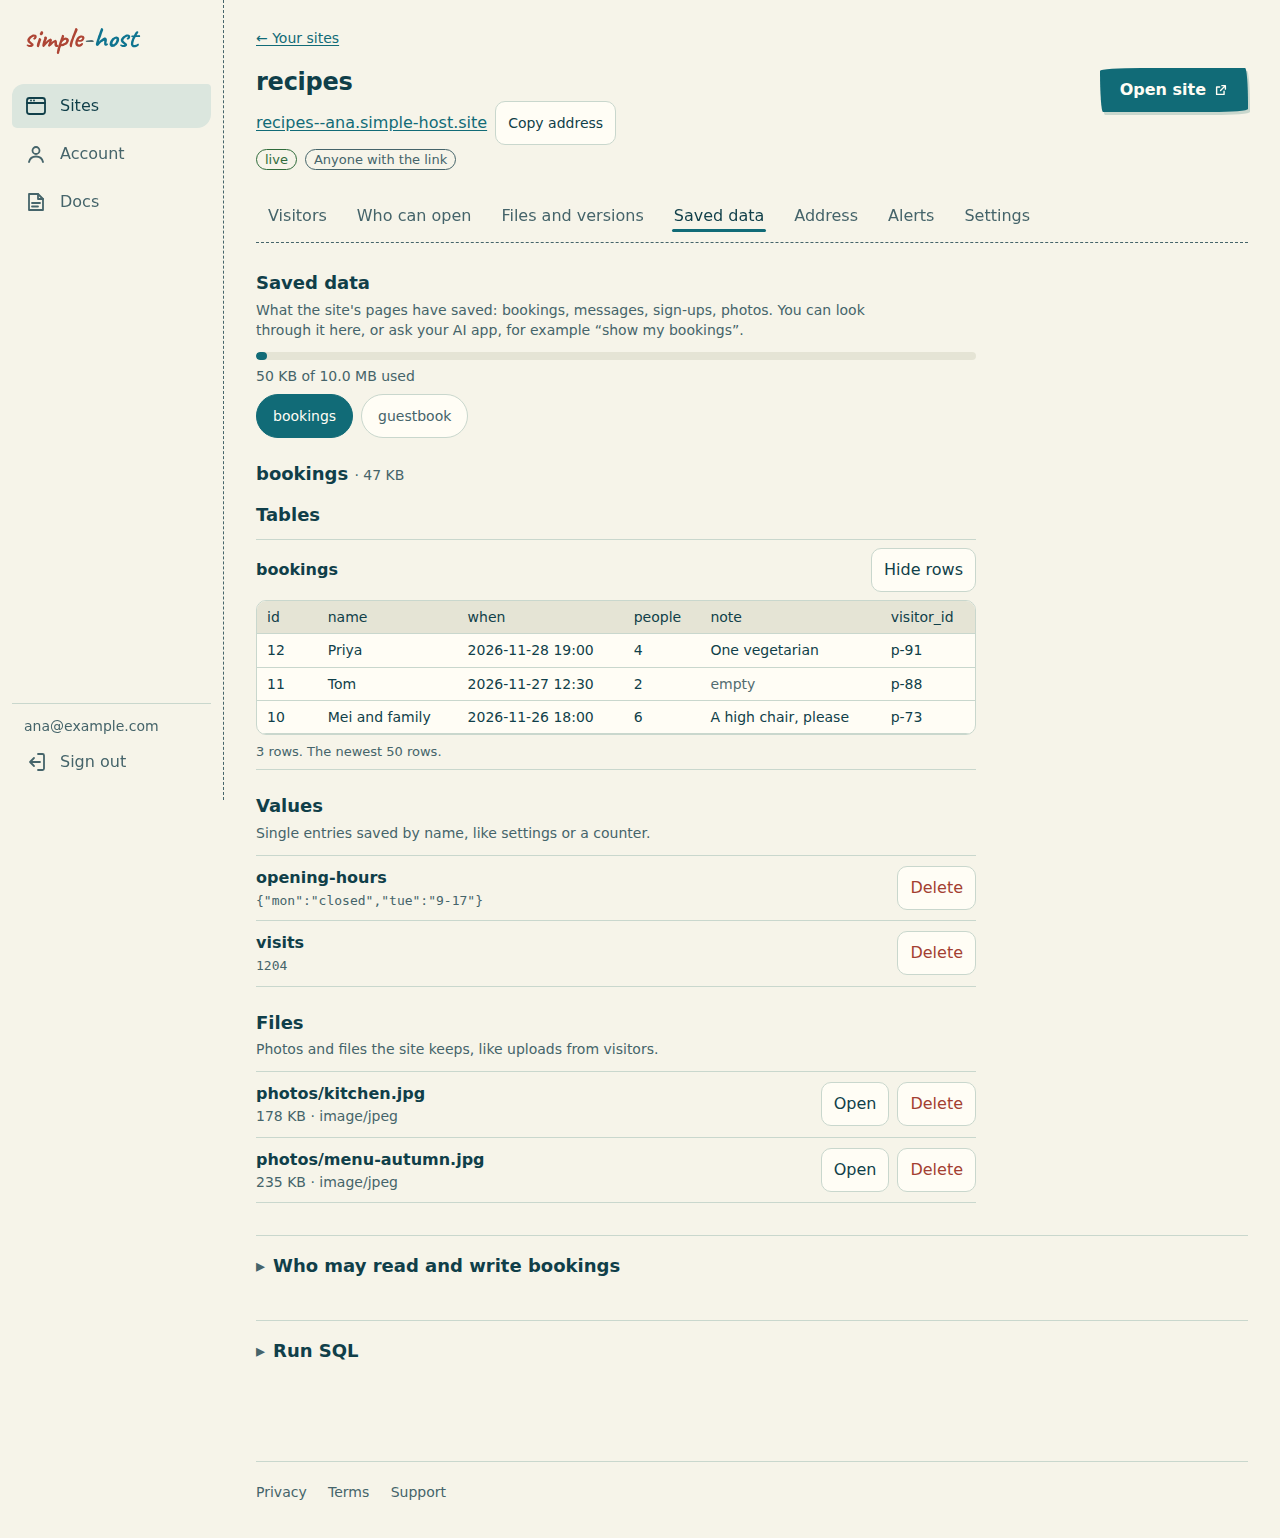 simple-host
Sites
Account
Docs
ana@example.com
Sign out
← Your sites
recipes
Open site
recipes--ana.simple-host.site
Copy address
live
Anyone with the link
Visitors Who can open Files and versions Saved data Address Alerts Settings
Saved data
What the site's pages have saved: bookings, messages, sign-ups, photos. You can look
through it here, or ask your AI app, for example “show my bookings”.
50 KB of 10.0 MB used
bookings guestbook
bookings · 47 KB
Tables
bookings
Hide rows
id name when people note visitor_id
12 Priya 2026-11-28 19:00 4 One vegetarian p-91
11 Tom 2026-11-27 12:30 2 empty p-88
10 Mei and family 2026-11-26 18:00 6 A high chair, please p-73
3 rows. The newest 50 rows.
Values
Single entries saved by name, like settings or a counter.
opening-hours
{"mon":"closed","tue":"9-17"}
Delete
visits
1204
Delete
Files
Photos and files the site keeps, like uploads from visitors.
photos/kitchen.jpg
178 KB · image/jpeg
Open Delete
photos/menu-autumn.jpg
235 KB · image/jpeg
Open Delete
▶ Who may read and write bookings
▶ Run SQL
Privacy Terms Support